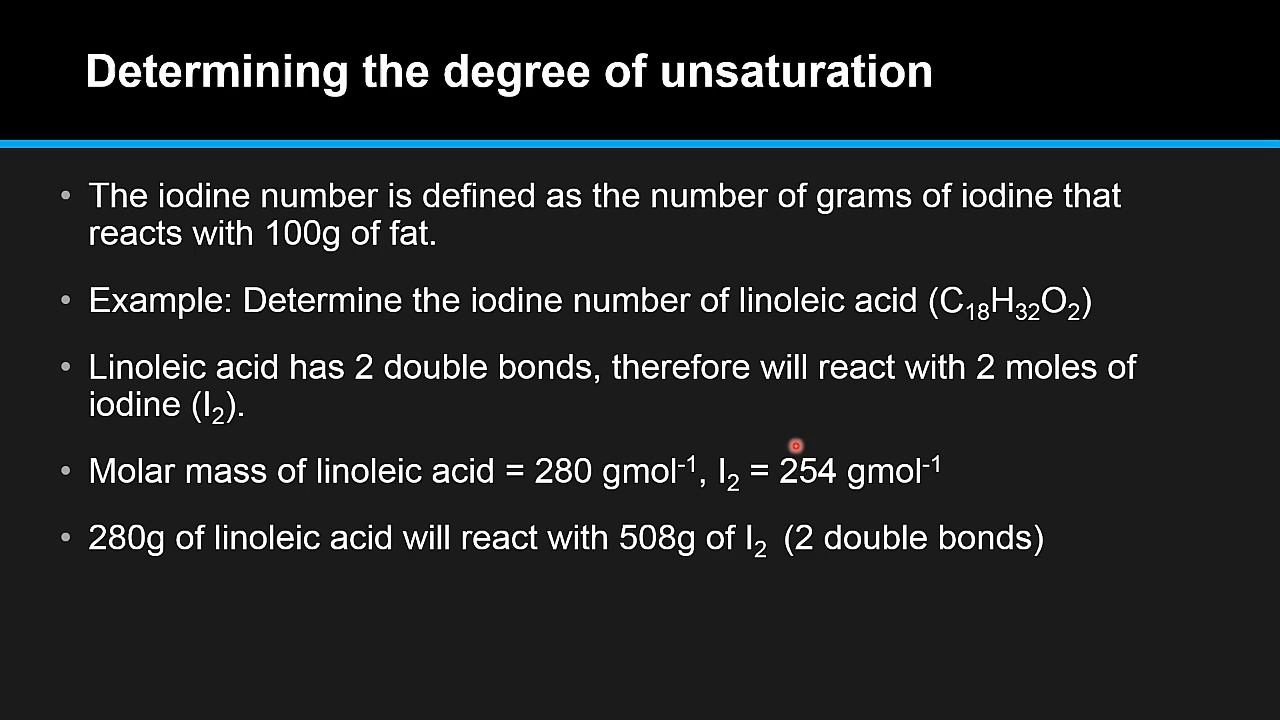 Determining the degree of unsaturation
• The iodine number is defined as the number of grams of iodine that
reacts with 100g of fat.
• Example: Determine the iodine number of linoleic acid (C₁₈H₃₂O₂)
• Linoleic acid has 2 double bonds, therefore will react with 2 moles of
iodine (I₂).
• Molar mass of linoleic acid = 280 gmol⁻¹, I₂ = 254 gmol⁻¹
• 280g of linoleic acid will react with 508g of I₂ (2 double bonds)